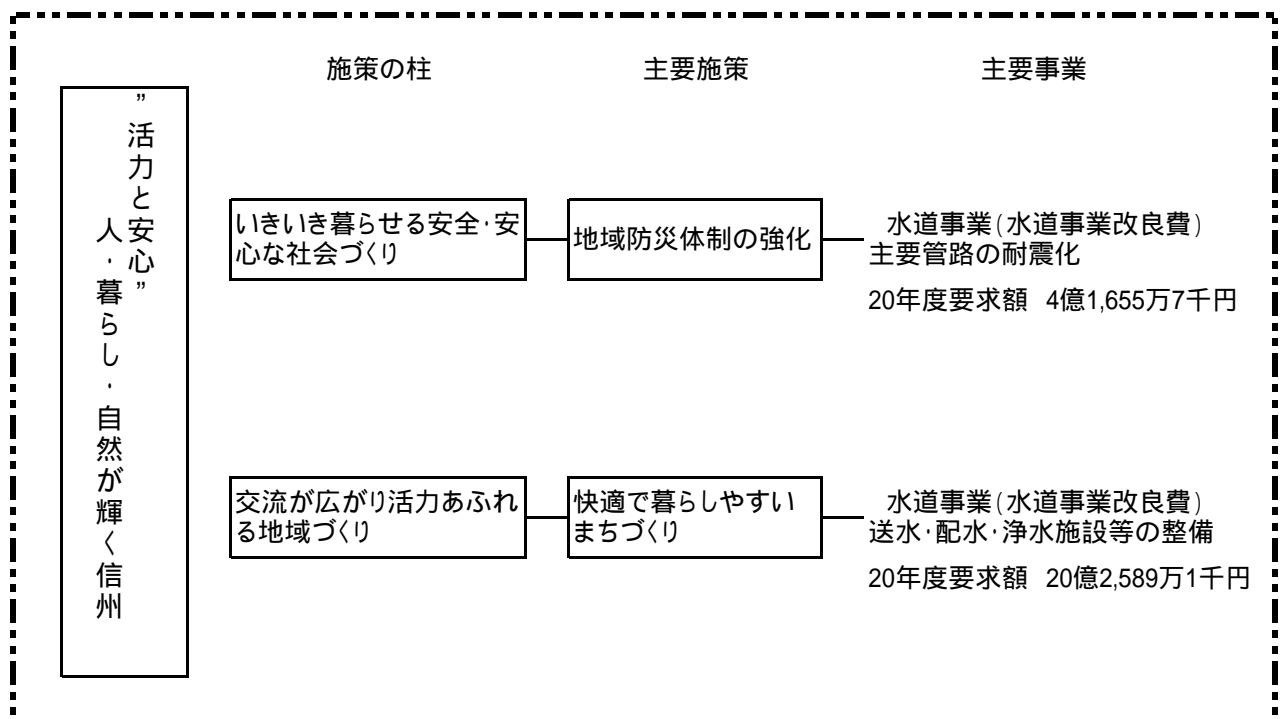 施策の柱 主要施策 主要事業
”活力と安心”
人・暮らし・自然が輝く信州
いきいき暮らせる安全・安
心な社会づくり
地域防災体制の強化
水道事業(水道事業改良費)
主要管路の耐震化
20年度要求額 4億1,655万7千円
交流が広がり活力あふれ
る地域づくり
快適で暮らしやすい
まちづくり
水道事業(水道事業改良費)
送水・配水・浄水施設等の整備
20年度要求額 20億2,589万1千円